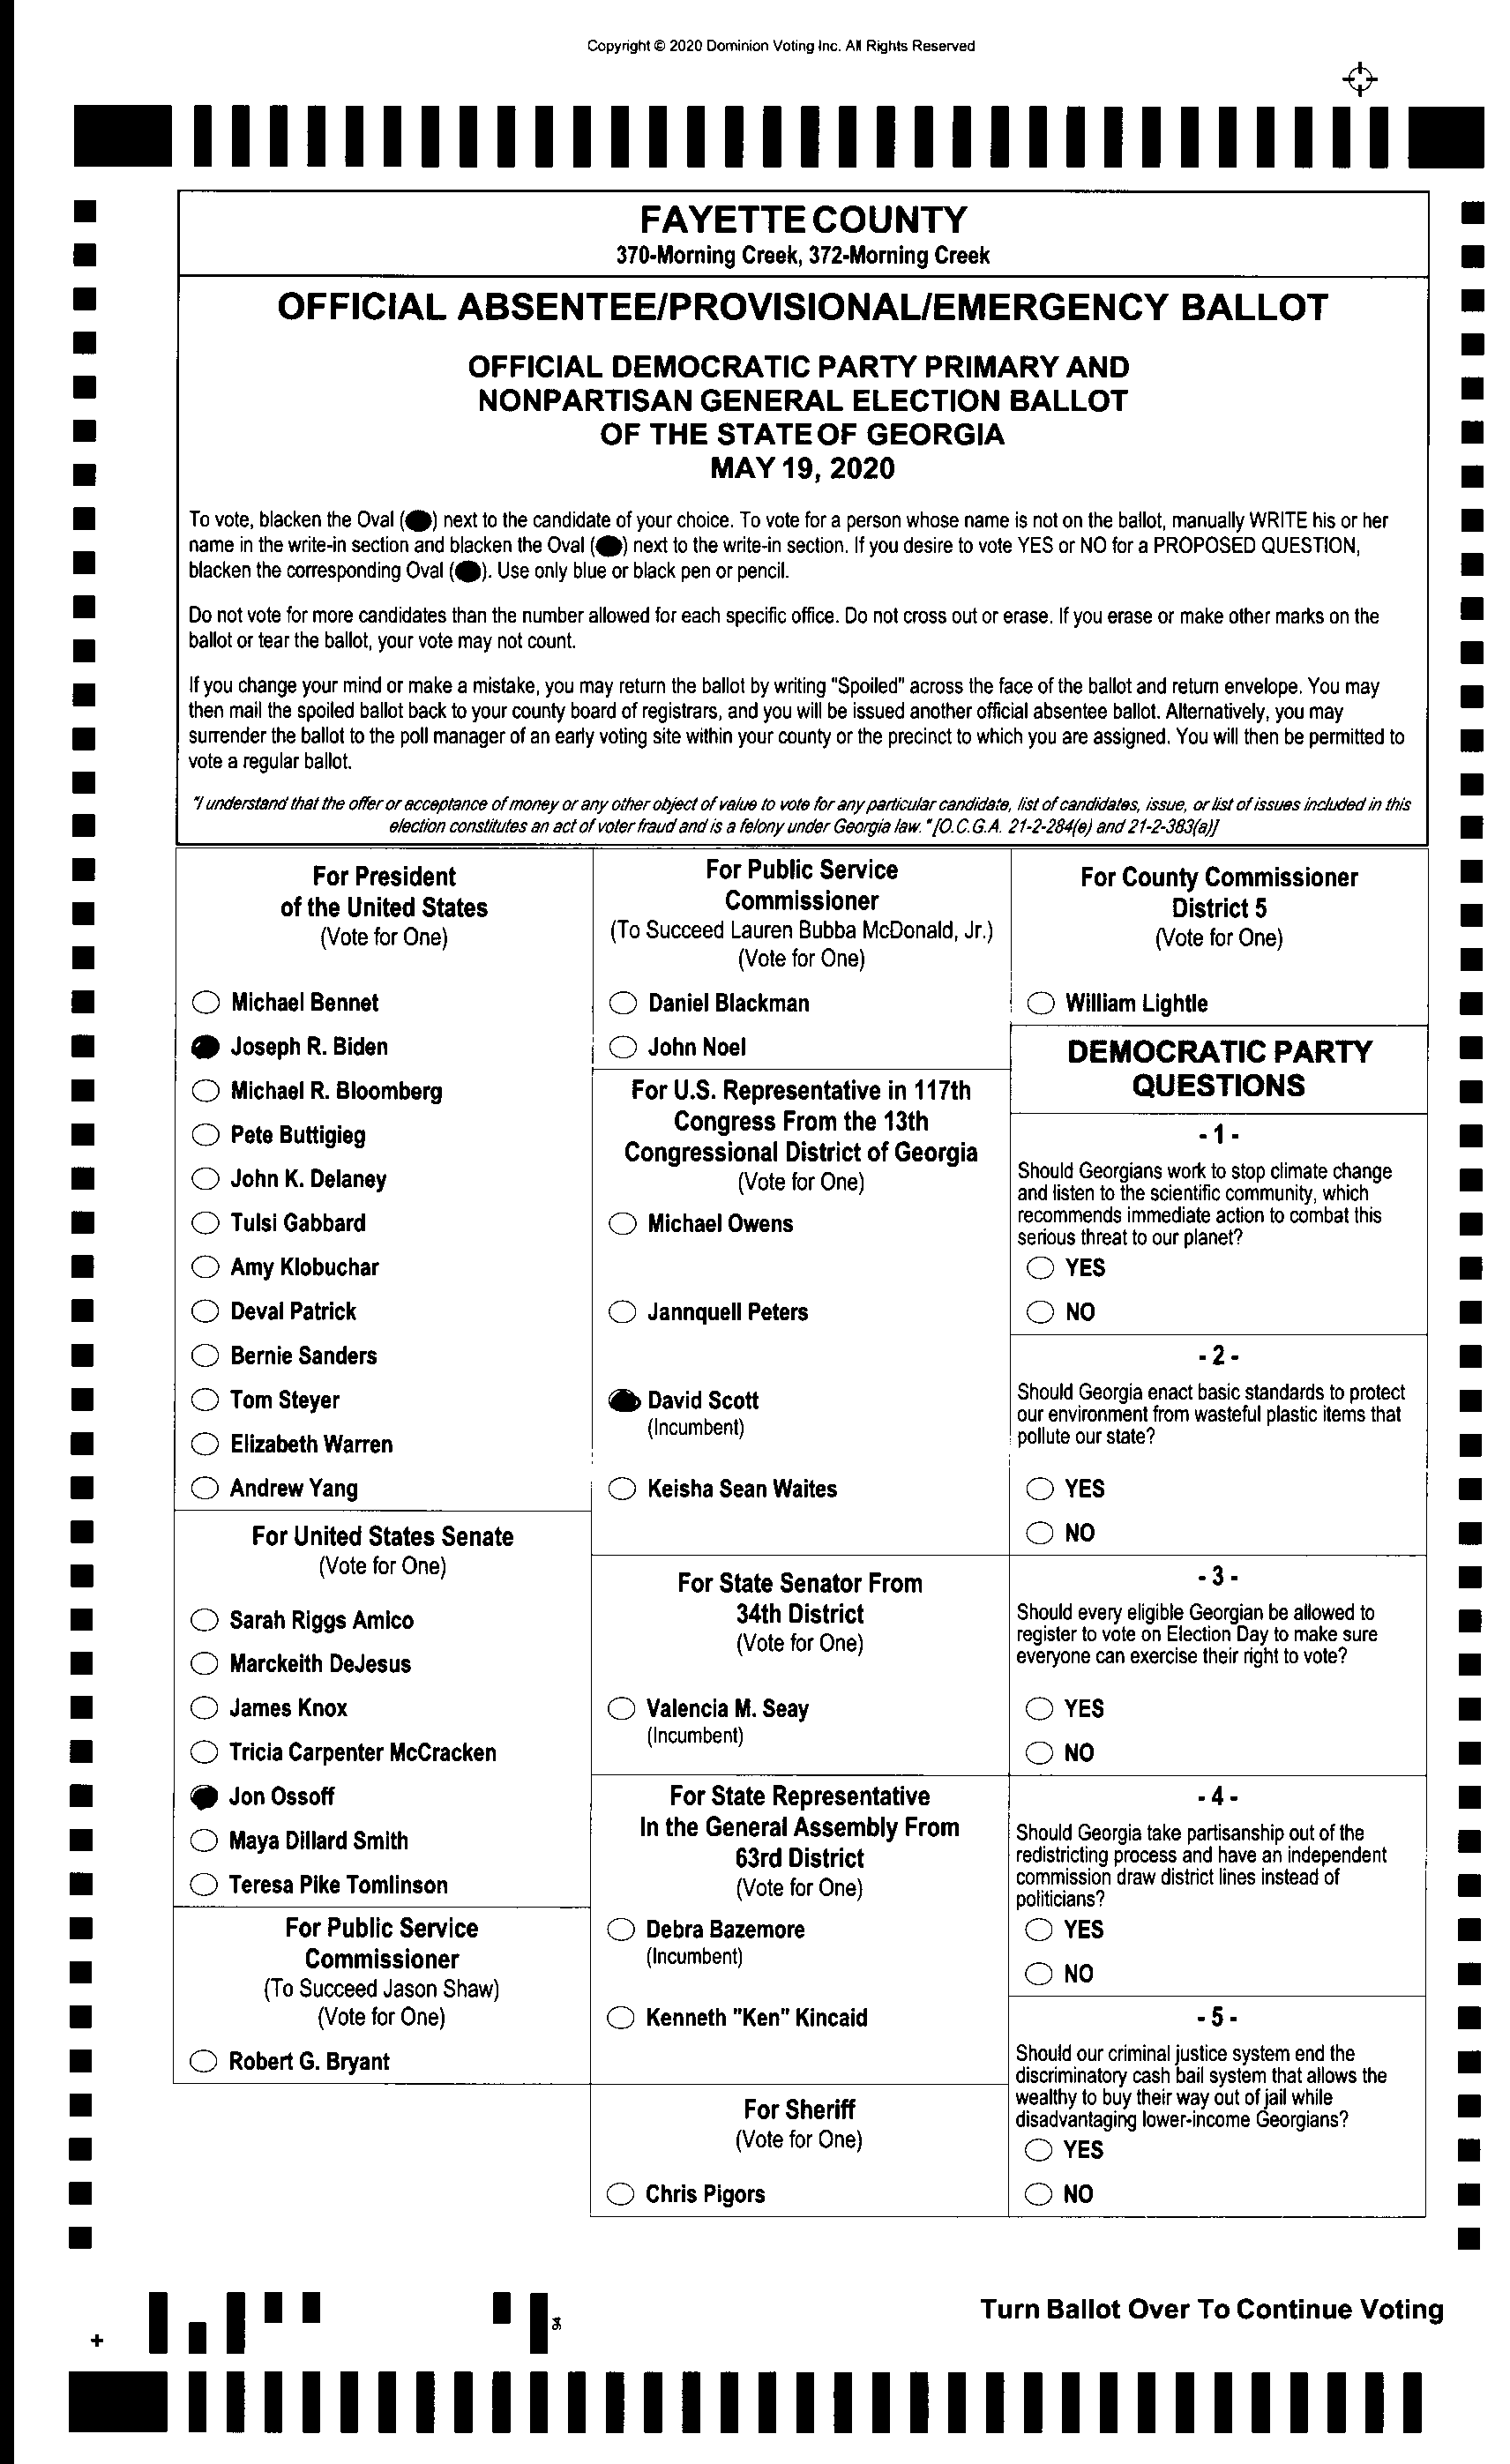 Copyright © 2020 Dominion Voting Inc. All Rights Reserved
FAYETTE COUNTY
370-Morning Creek, 372-Morning Creek
OFFICIAL ABSENTEE/PROVISIONAL/EMERGENCY BALLOT
OFFICIAL DEMOCRATIC PARTY PRIMARY AND
NONPARTISAN GENERAL ELECTION BALLOT
OF THE STATE OF GEORGIA
MAY 19, 2020
To vote, blacken the Oval ( ) next to the candidate of your choice. To vote for a person whose name is not on the ballot, manually WRITE his or her
name in the write-in section and blacken the Oval ( ) next to the write-in section. If you desire to vote YES or NO for a PROPOSED QUESTION,
blacken the corresponding Oval ( ). Use only blue or black pen or pencil.
Do not vote for more candidates than the number allowed for each specific office. Do not cross out or erase. If you erase or make other marks on the
ballot or tear the ballot, your vote may not count.
If you change your mind or make a mistake, you may return the ballot by writing "Spoiled" across the face of the ballot and return envelope. You may
then mail the spoiled ballot back to your county board of registrars, and you will be issued another official absentee ballot. Alternatively, you may
surrender the ballot to the poll manager of an early voting site within your county or the precinct to which you are assigned. You will then be permitted to
vote a regular ballot.
"I understand that the offer or acceptance of money or any other object of value to vote for any particular candidate, list of candidates, issue, or list of issues included in this
election constitutes an act of voter fraud and is a felony under Georgia law." [O.C.G.A. 21-2-284(e) and 21-2-383(a)]
For President
of the United States
(Vote for One)
Michael Bennet
Joseph R. Biden
Michael R. Bloomberg
Pete Buttigieg
John K. Delaney
Tulsi Gabbard
Amy Klobuchar
Deval Patrick
Bernie Sanders
Tom Steyer
Elizabeth Warren
Andrew Yang
For United States Senate
(Vote for One)
Sarah Riggs Amico
Marckeith DeJesus
James Knox
Tricia Carpenter McCracken
Jon Ossoff
Maya Dillard Smith
Teresa Pike Tomlinson
For Public Service
Commissioner
(To Succeed Jason Shaw)
(Vote for One)
Robert G. Bryant
For Public Service
Commissioner
(To Succeed Lauren Bubba McDonald, Jr.)
(Vote for One)
Daniel Blackman
John Noel
For U.S. Representative in 117th
Congress From the 13th
Congressional District of Georgia
(Vote for One)
Michael Owens
Jannquell Peters
David Scott
(Incumbent)
Keisha Sean Waites
For State Senator From
34th District
(Vote for One)
Valencia M. Seay
(Incumbent)
For State Representative
In the General Assembly From
63rd District
(Vote for One)
Debra Bazemore
(Incumbent)
Kenneth "Ken" Kincaid
For Sheriff
(Vote for One)
Chris Pigors
For County Commissioner
District 5
(Vote for One)
William Lightle
DEMOCRATIC PARTY
QUESTIONS
- 1 -
Should Georgians work to stop climate change
and listen to the scientific community, which
recommends immediate action to combat this
serious threat to our planet?
YES
NO
- 2 -
Should Georgia enact basic standards to protect
our environment from wasteful plastic items that
pollute our state?
YES
NO
- 3 -
Should every eligible Georgian be allowed to
register to vote on Election Day to make sure
everyone can exercise their right to vote?
YES
NO
- 4 -
Should Georgia take partisanship out of the
redistricting process and have an independent
commission draw district lines instead of
politicians?
YES
NO
- 5 -
Should our criminal justice system end the
discriminatory cash bail system that allows the
wealthy to buy their way out of jail while
disadvantaging lower-income Georgians?
YES
NO
Turn Ballot Over To Continue Voting
94
+